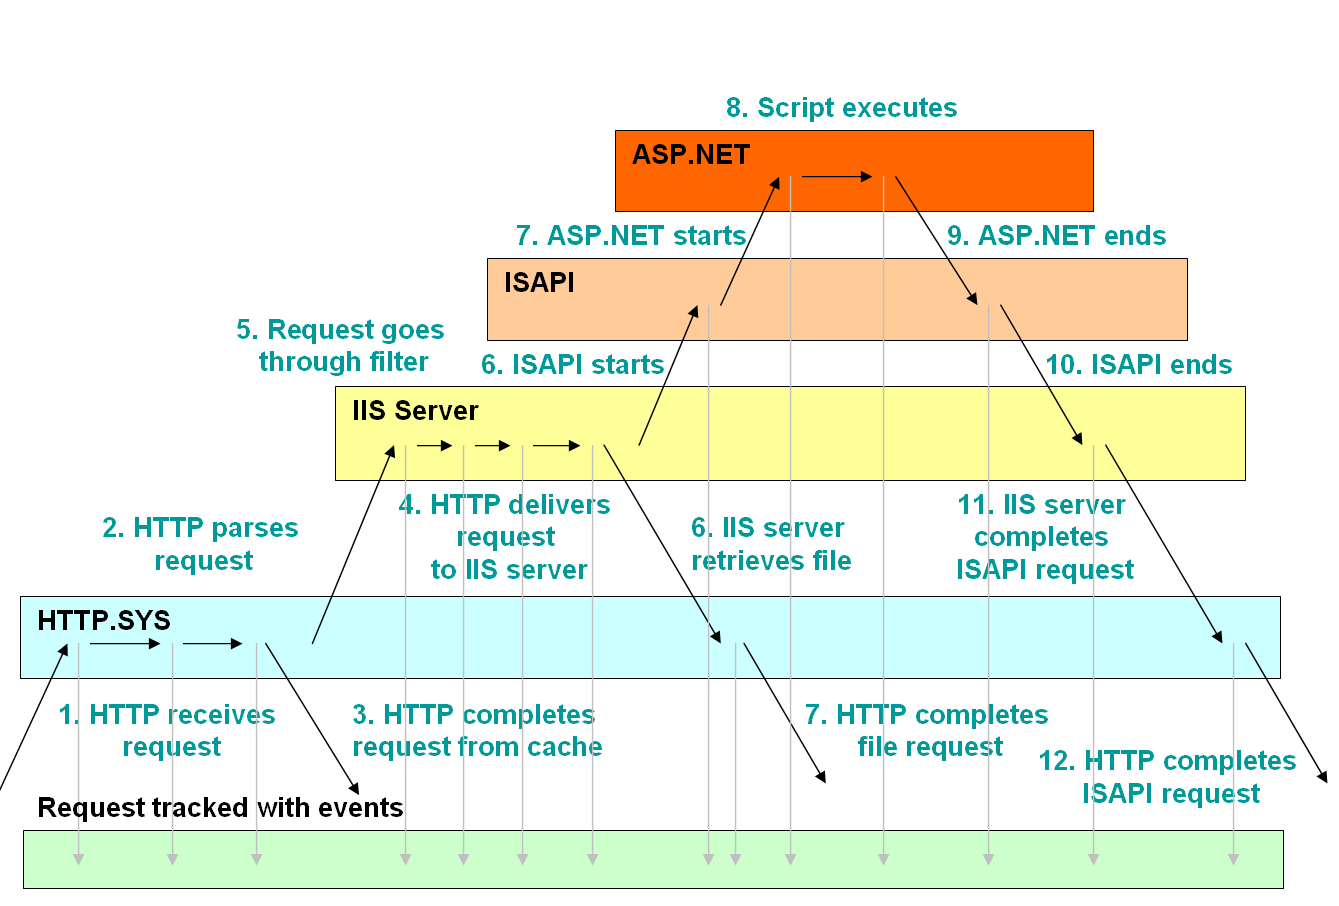 8. Script executes
ASP.NET
7. ASP.NET starts
9. ASP.NET ends
ISAPI
5. Request goes
through filter
6. ISAPI starts
10. ISAPI ends
IIS Server
4. HTTP delivers
request
to IIS server
2. HTTP parses
request
6. IIS server
retrieves file
11. IIS server
completes
ISAPI request
HTTP.SYS
1. HTTP receives
request
3. HTTP completes
request from cache
7. HTTP completes
file request
12. HTTP completes
ISAPI request
Request tracked with events